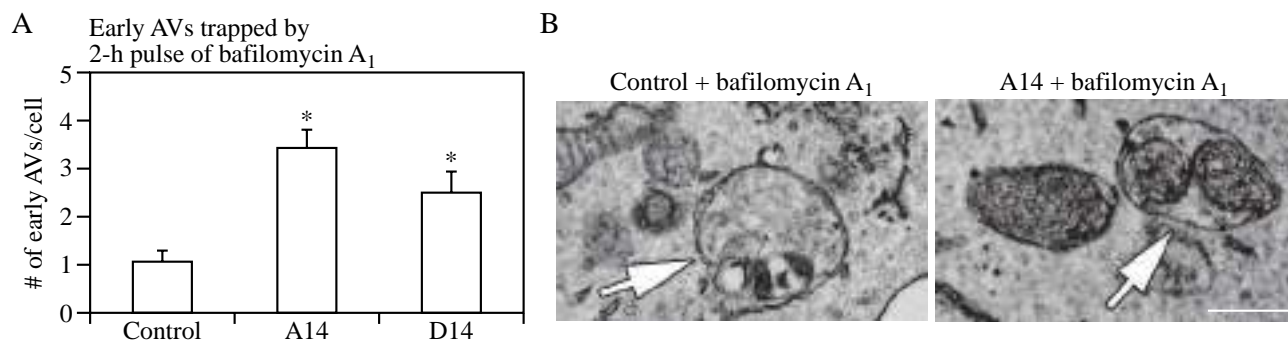 A
Early AVs trapped by
2-h pulse of bafilomycin A₁
# of early AVs/cell
5
4
3
2
1
0
*
*
Control
A14
D14
B
Control + bafilomycin A₁
A14 + bafilomycin A₁